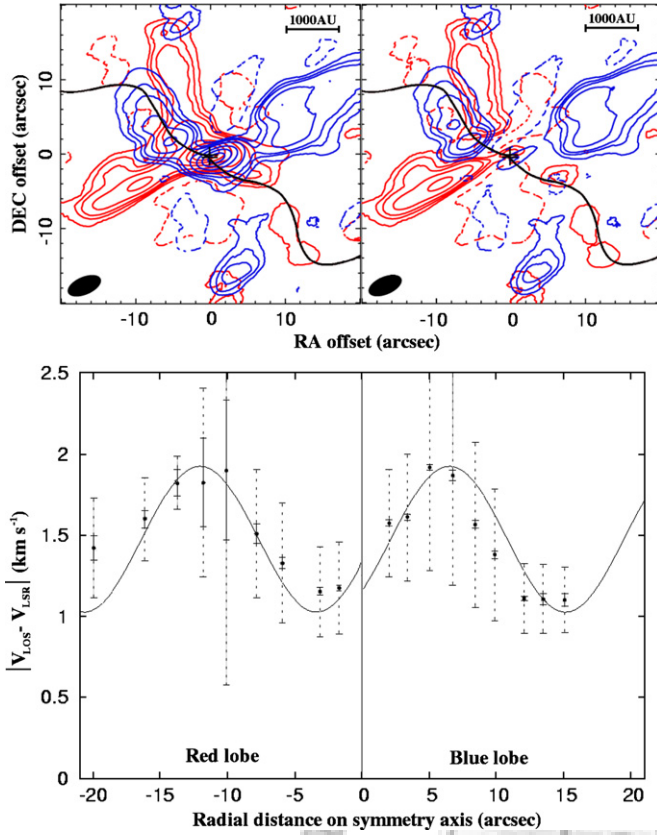 1000AU 1000AU
10
0
-10
DEC offset (arcsec)
-10 0 10 -10 0 10
RA offset (arcsec)
2.5
2
1.5
1
0.5
0
|V_LOS - V_LSR| (km s⁻¹)
Red lobe Blue lobe
-20 -15 -10 -5 0 5 10 15 20
Radial distance on symmetry axis (arcsec)